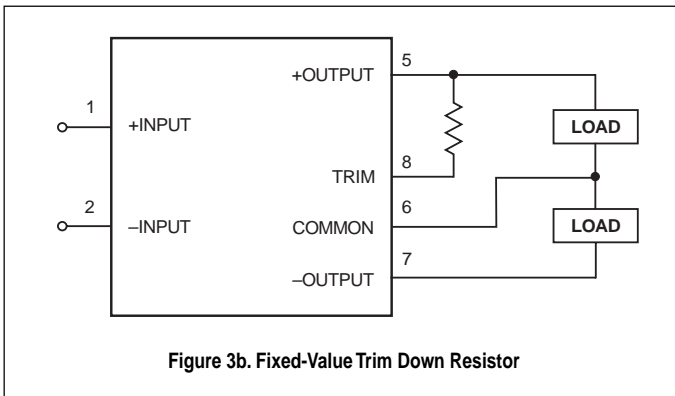 5
+OUTPUT
1
+INPUT
LOAD
TRIM
8
2
–INPUT
6
COMMON
LOAD
7
–OUTPUT
Figure 3b. Fixed-Value Trim Down Resistor